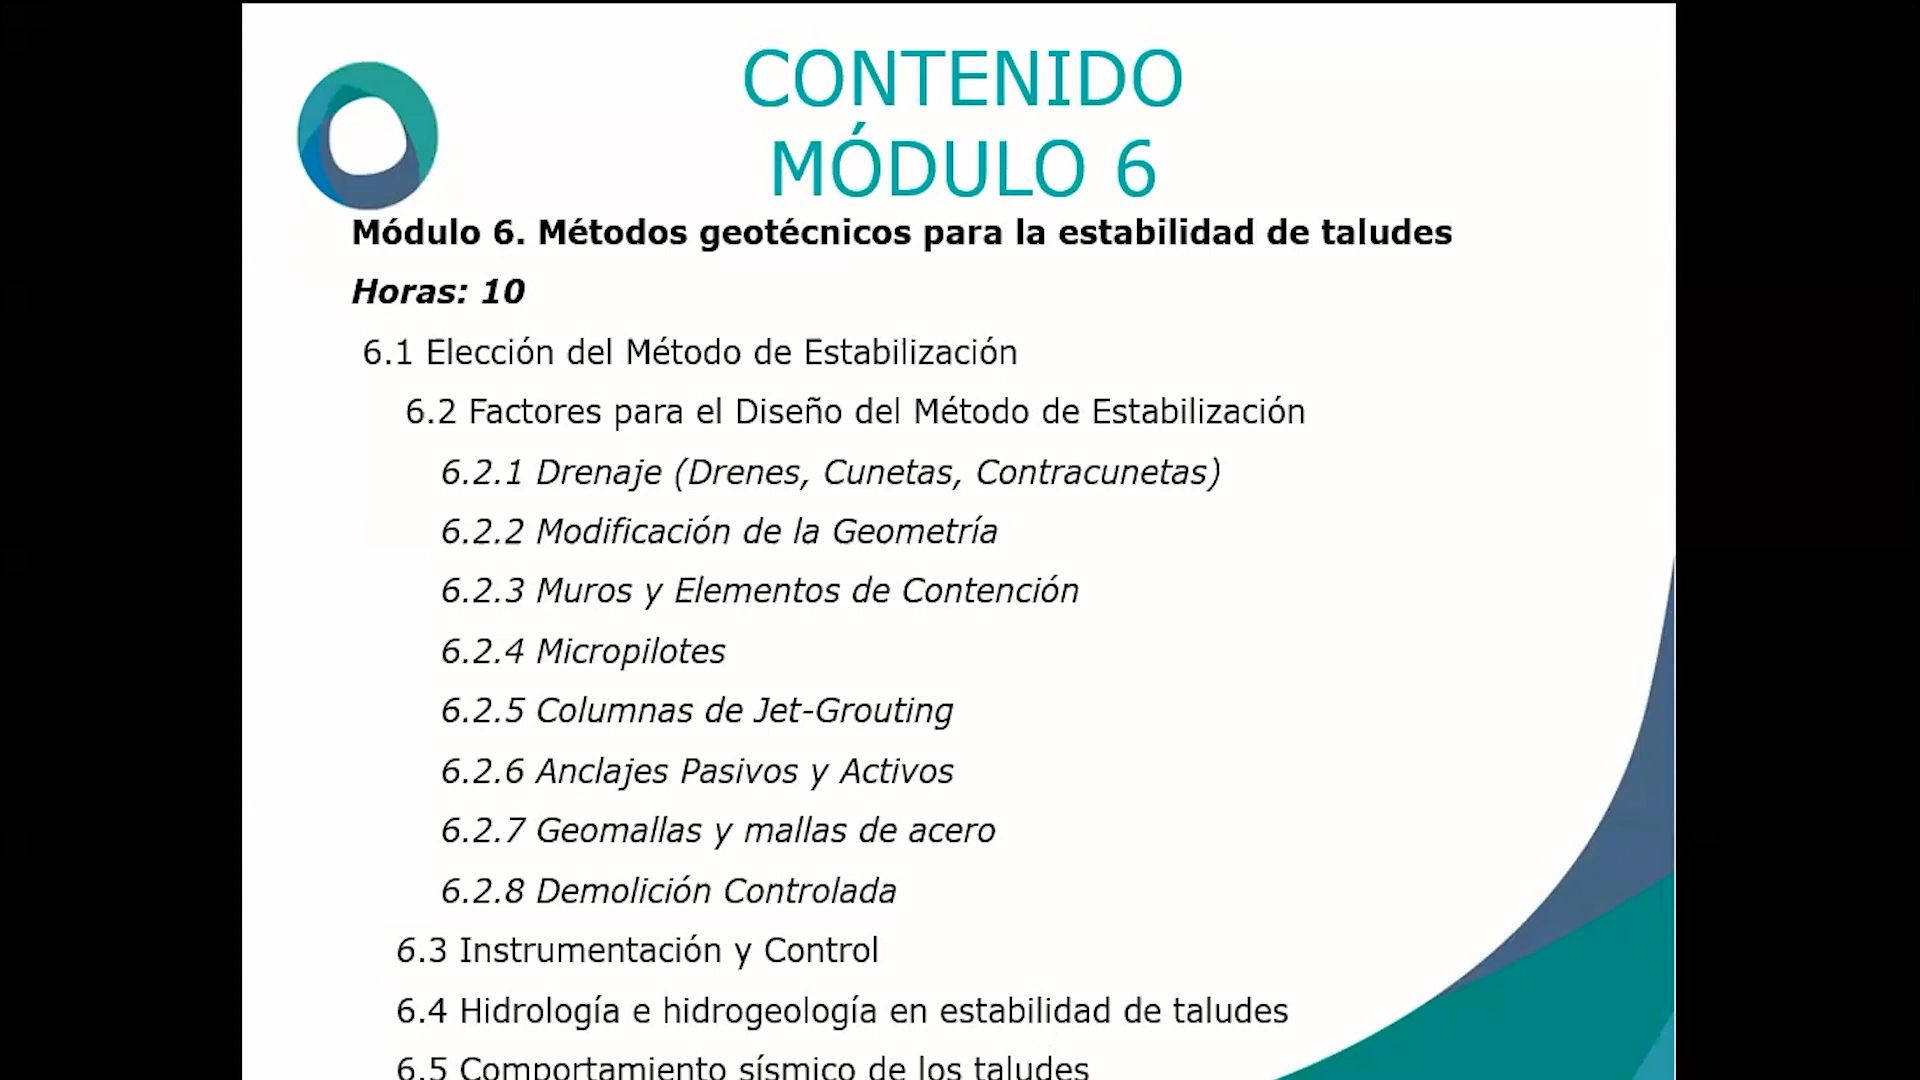 CONTENIDO
MÓDULO 6
Módulo 6. Métodos geotécnicos para la estabilidad de taludes
Horas: 10
6.1 Elección del Método de Estabilización
6.2 Factores para el Diseño del Método de Estabilización
6.2.1 Drenaje (Drenes, Cunetas, Contracunetas)
6.2.2 Modificación de la Geometría
6.2.3 Muros y Elementos de Contención
6.2.4 Micropilotes
6.2.5 Columnas de Jet-Grouting
6.2.6 Anclajes Pasivos y Activos
6.2.7 Geomallas y mallas de acero
6.2.8 Demolición Controlada
6.3 Instrumentación y Control
6.4 Hidrología e hidrogeología en estabilidad de taludes
6.5 Comportamiento sísmico de los taludes